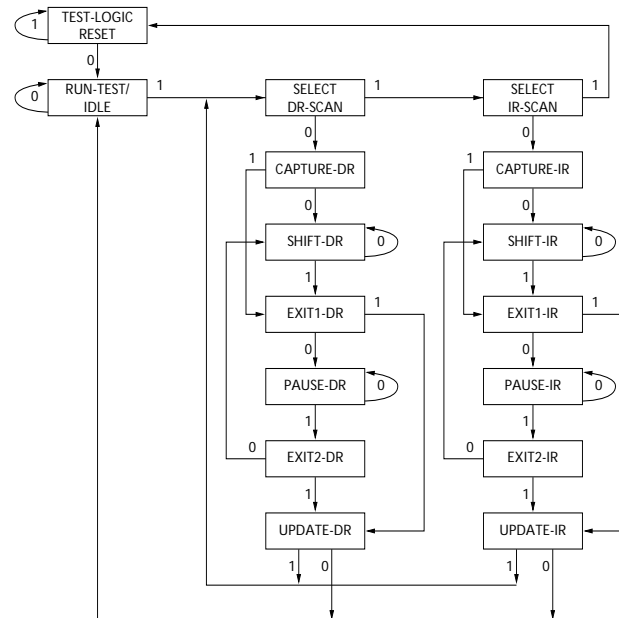 TEST-LOGIC
RESET
1
0
RUN-TEST/
IDLE
0
1
SELECT
DR-SCAN
1
SELECT
IR-SCAN
1
0
0
1
CAPTURE-DR
1
CAPTURE-IR
0
0
SHIFT-DR
0
SHIFT-IR
0
1
1
EXIT1-DR
1
EXIT1-IR
1
0
0
PAUSE-DR
0
PAUSE-IR
0
1
1
0
EXIT2-DR
0
EXIT2-IR
1
1
UPDATE-DR
UPDATE-IR
1
0
1
0